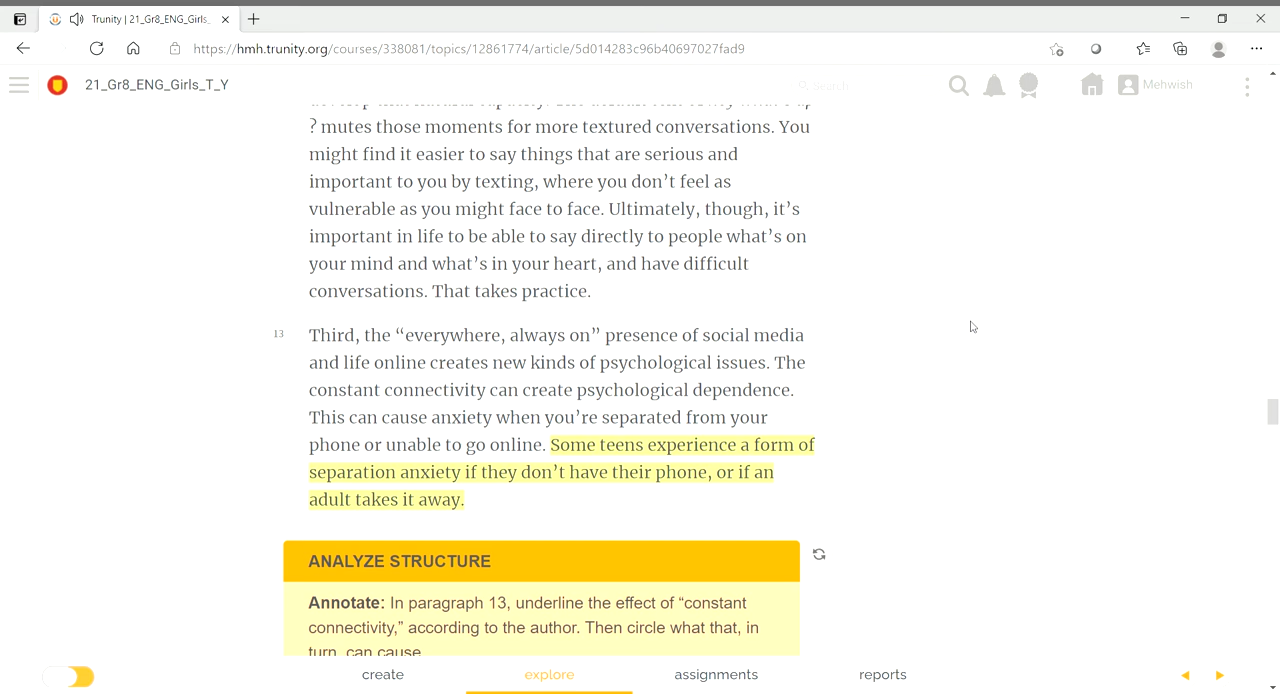 Trunity | 21_Gr8_ENG_Girls_
https://hmh.trunity.org/courses/338081/topics/12861774/article/5d014283c96b40697027fad9
21_Gr8_ENG_Girls_T_Y
Search
Mehwish
? mutes those moments for more textured conversations. You
might find it easier to say things that are serious and
important to you by texting, where you don’t feel as
vulnerable as you might face to face. Ultimately, though, it’s
important in life to be able to say directly to people what’s on
your mind and what’s in your heart, and have difficult
conversations. That takes practice.
13
Third, the “everywhere, always on” presence of social media
and life online creates new kinds of psychological issues. The
constant connectivity can create psychological dependence.
This can cause anxiety when you’re separated from your
phone or unable to go online. Some teens experience a form of
separation anxiety if they don’t have their phone, or if an
adult takes it away.
ANALYZE STRUCTURE
Annotate: In paragraph 13, underline the effect of “constant
connectivity,” according to the author. Then circle what that, in
turn, can cause
create
explore
assignments
reports